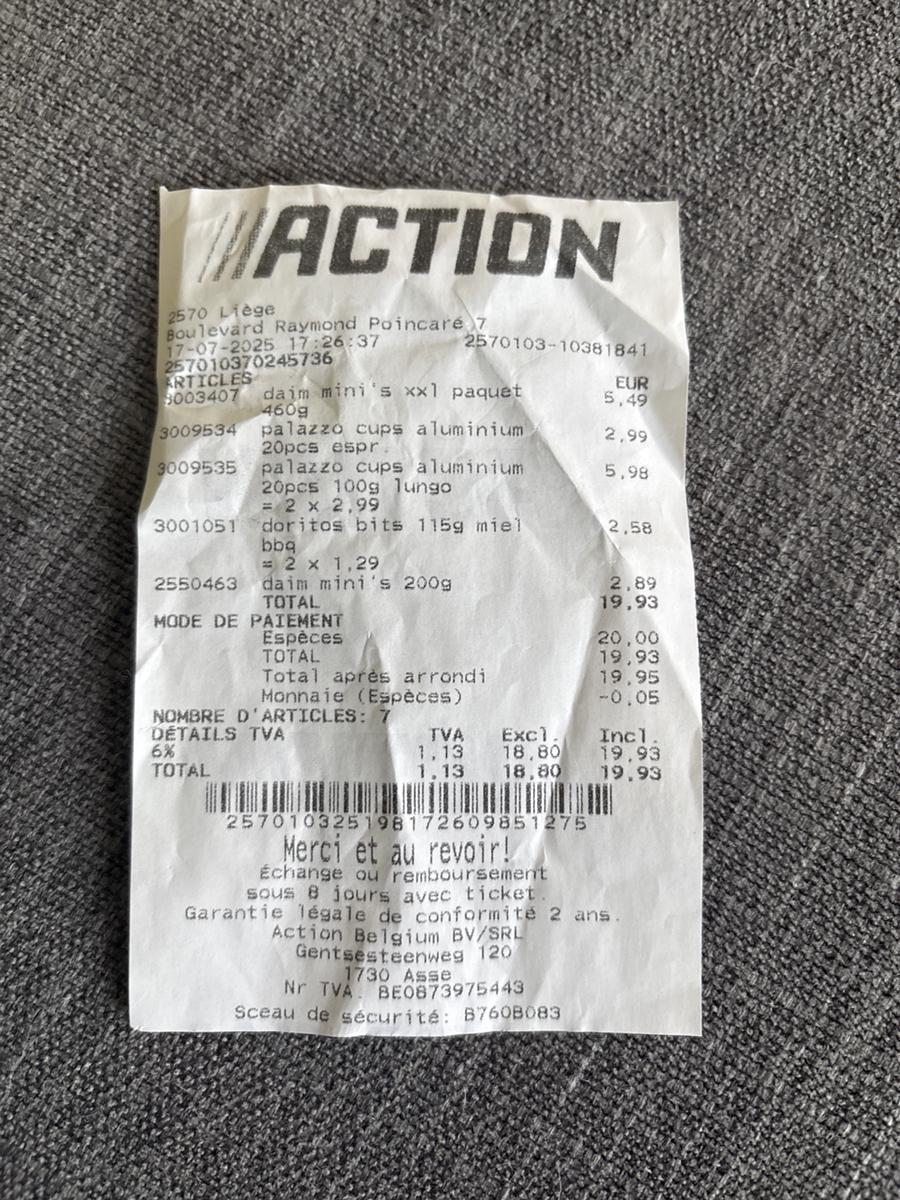 ///ACTION
2570 Liège
Boulevard Raymond Poincaré 7
17-07-2025 17:26:37 2570103-10381841
257010370245736
ARTICLES EUR
3003407 daim mini's xxl paquet 5,49
460g
3009534 palazzo cups aluminium 2,99
20pcs espr.
3009535 palazzo cups aluminium 5,98
20pcs 100g lungo
= 2 x 2,99
3001051 doritos bits 115g miel 2,58
bbq
= 2 x 1,29
2550463 daim mini's 200g 2,89
TOTAL 19,93
MODE DE PAIEMENT
Espèces 20,00
TOTAL 19,93
Total après arrondi 19,95
Monnaie (Espèces) -0,05
NOMBRE D'ARTICLES: 7
DÉTAILS TVA TVA Excl. Incl.
6% 1,13 18,80 19,93
TOTAL 1,13 18,80 19,93
257010325198172609851275
Merci et au revoir!
Échange ou remboursement
sous 8 jours avec ticket.
Garantie légale de conformité 2 ans.
Action Belgium BV/SRL
Gentsesteenweg 120
1730 Asse
Nr TVA. BE0873975443
Sceau de sécurité: B760B083